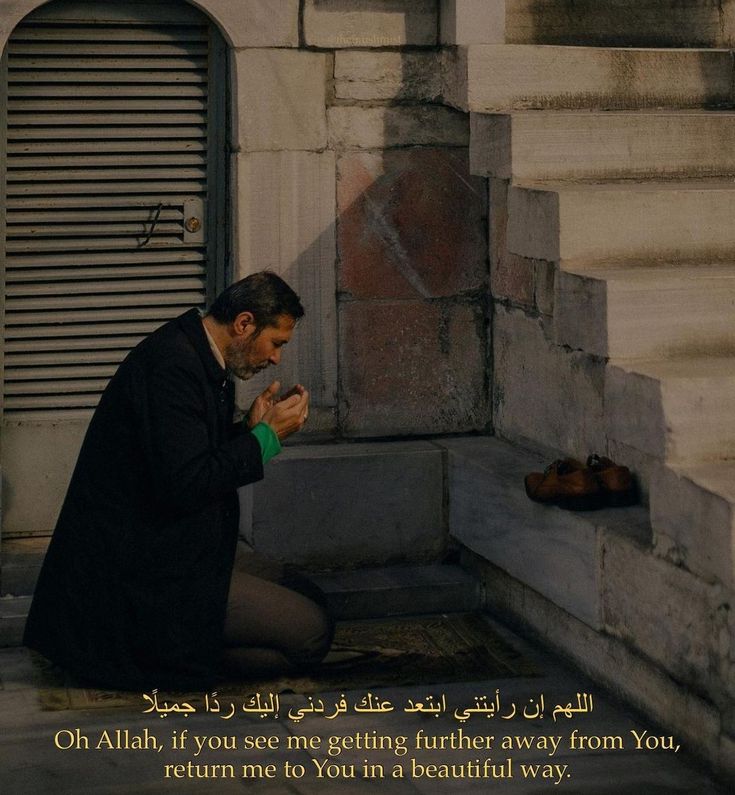 اللهم إن رأيتني ابتعد عنك فردني إليك ردًا جميلًا
Oh Allah, if you see me getting further away from You,
return me to You in a beautiful way.